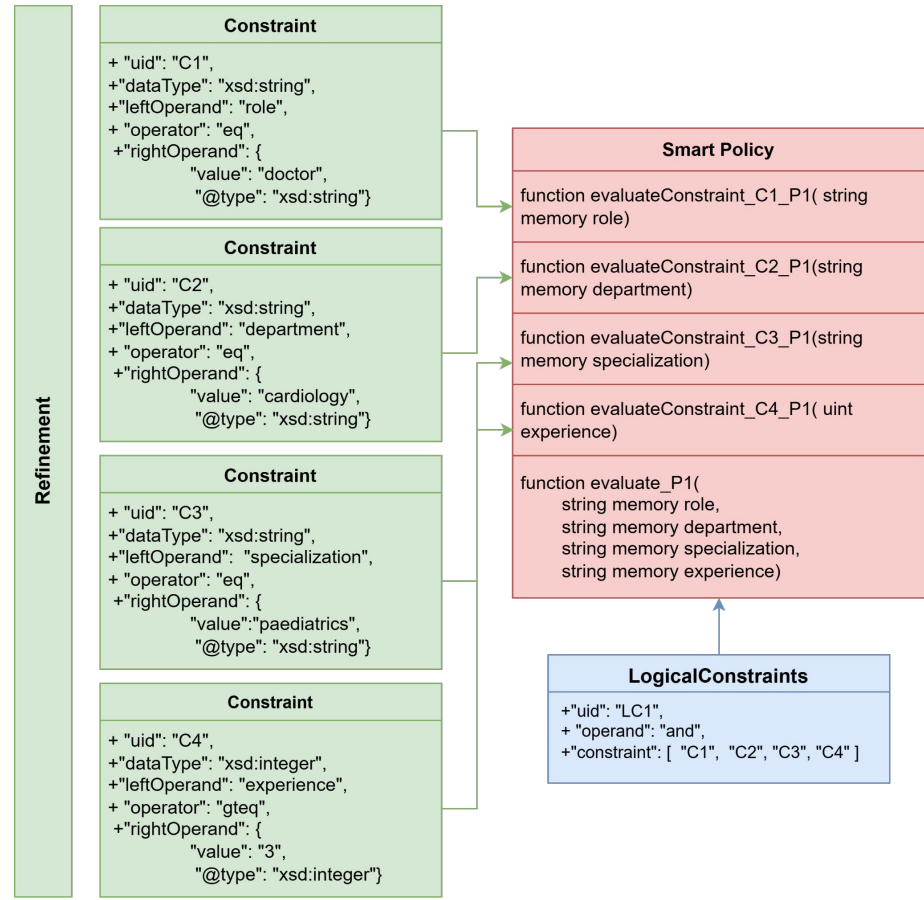 Refinement
Constraint
+ "uid": "C1",
+"dataType": "xsd:string",
+"leftOperand": "role",
+ "operator": "eq",
+"rightOperand": {
"value": "doctor",
"@type": "xsd:string"}
Constraint
+ "uid": "C2",
+"dataType": "xsd:string",
+"leftOperand": "department",
+ "operator": "eq",
+"rightOperand": {
"value": "cardiology",
"@type": "xsd:string"}
Constraint
+ "uid": "C3",
+"dataType": "xsd:string",
+"leftOperand":  "specialization",
+ "operator": "eq",
+"rightOperand": {
"value":"paediatrics",
"@type": "xsd:string"}
Constraint
+ "uid": "C4",
+"dataType": "xsd:integer",
+"leftOperand": "experience",
+ "operator": "gteq",
+"rightOperand": {
"value": "3",
"@type": "xsd:integer"}
Smart Policy
function evaluateConstraint_C1_P1( string
memory role)
function evaluateConstraint_C2_P1(string
memory department)
function evaluateConstraint_C3_P1(string
memory specialization)
function evaluateConstraint_C4_P1( uint
experience)
function evaluate_P1(
string memory role,
string memory department,
string memory specialization,
string memory experience)
LogicalConstraints
+"uid": "LC1",
+ "operand": "and",
+"constraint": [  "C1",  "C2", "C3", "C4" ]